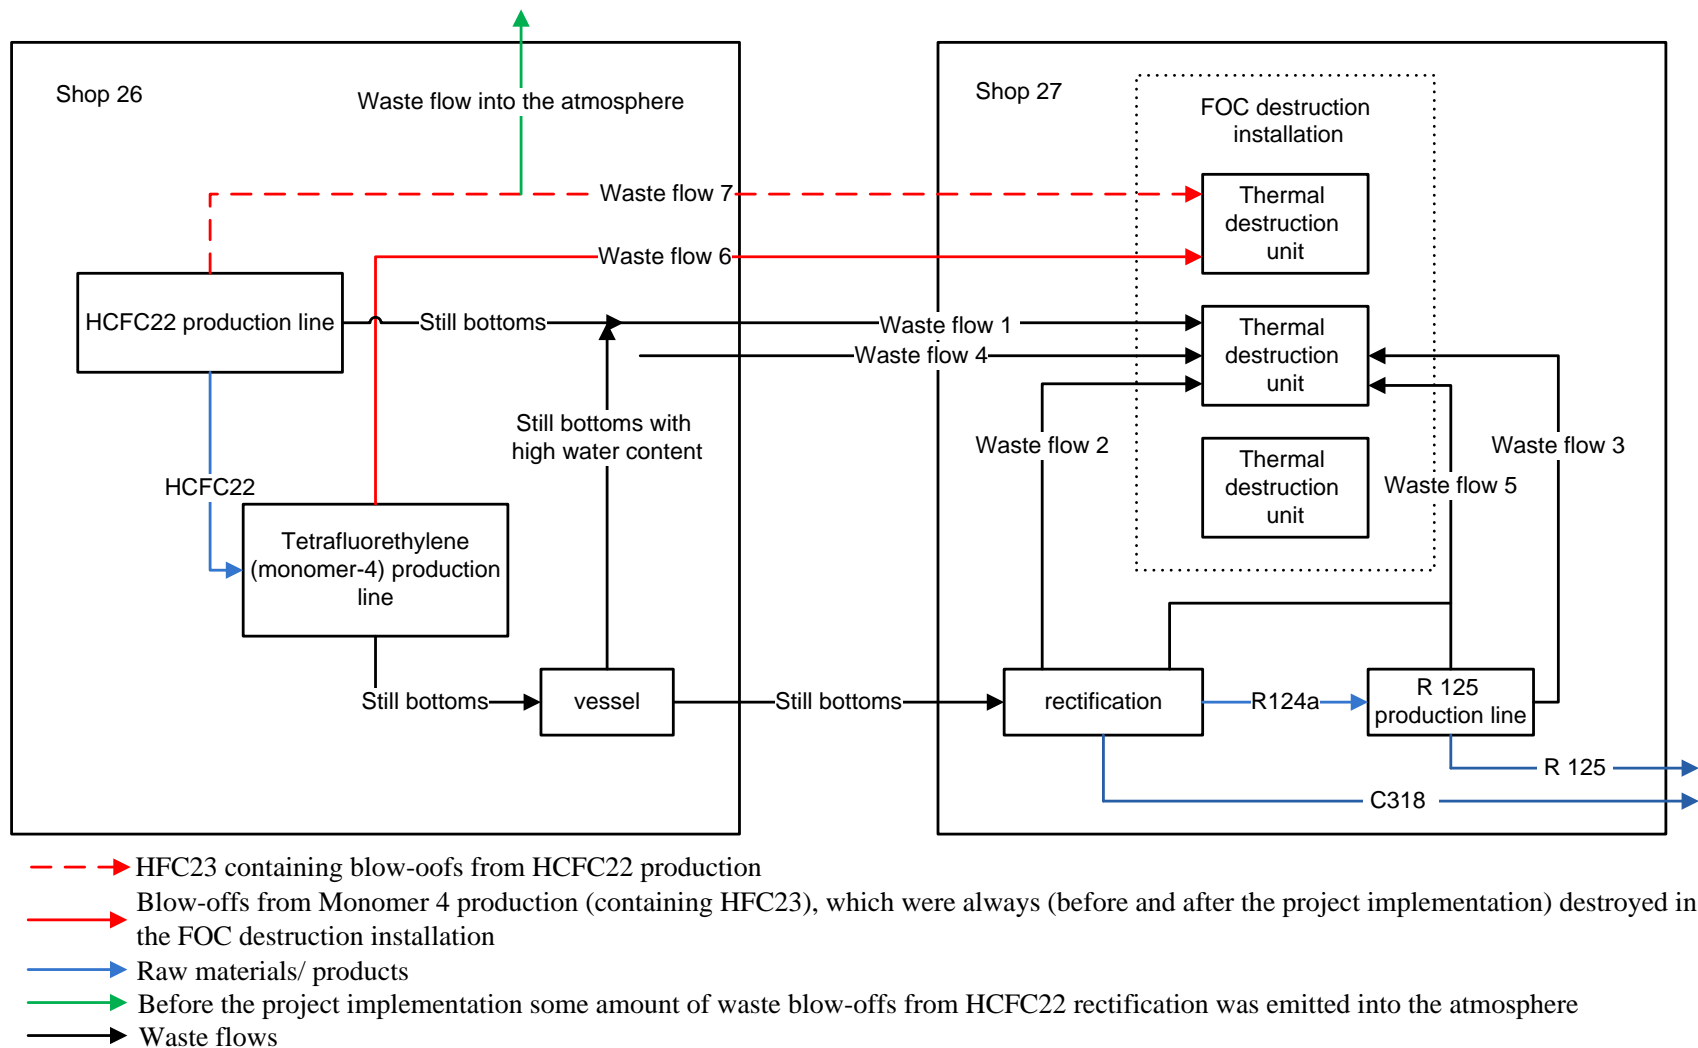 Shop 26
Waste flow into the atmosphere
Shop 27
FOC destruction
installation
Waste flow 7
Thermal
destruction
unit
Waste flow 6
HCFC22 production line
Still bottoms
Waste flow 1
Thermal
destruction
unit
Waste flow 4
Still bottoms with
high water content
Waste flow 2
Waste flow 3
Thermal
destruction
unit
Waste flow 5
HCFC22
Tetrafluorethylene
(monomer-4) production
line
Still bottoms
vessel
Still bottoms
rectification
R124a
R 125
production line
R 125
C318
HFC23 containing blow-oofs from HCFC22 production
Blow-offs from Monomer 4 production (containing HFC23), which were always (before and after the project implementation) destroyed in
the FOC destruction installation
Raw materials/ products
Before the project implementation some amount of waste blow-offs from HCFC22 rectification was emitted into the atmosphere
Waste flows